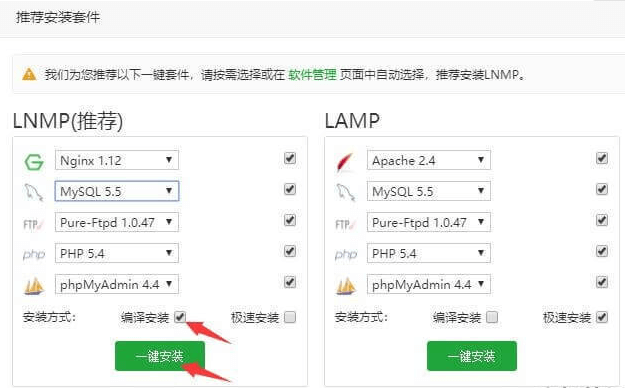 推荐安装套件
我们为您推荐以下一键套件，请按需选择或在 软件管理 页面中自动选择，推荐安装LNMP。
LNMP(推荐)
Nginx 1.12
MySQL 5.5
FTP Pure-Ftpd 1.0.47
php PHP 5.4
phpMyAdmin 4.4
安装方式： 编译安装 极速安装
一键安装
LAMP
Apache 2.4
MySQL 5.5
FTP Pure-Ftpd 1.0.47
php PHP 5.4
phpMyAdmin 4.4
安装方式： 编译安装 极速安装
一键安装